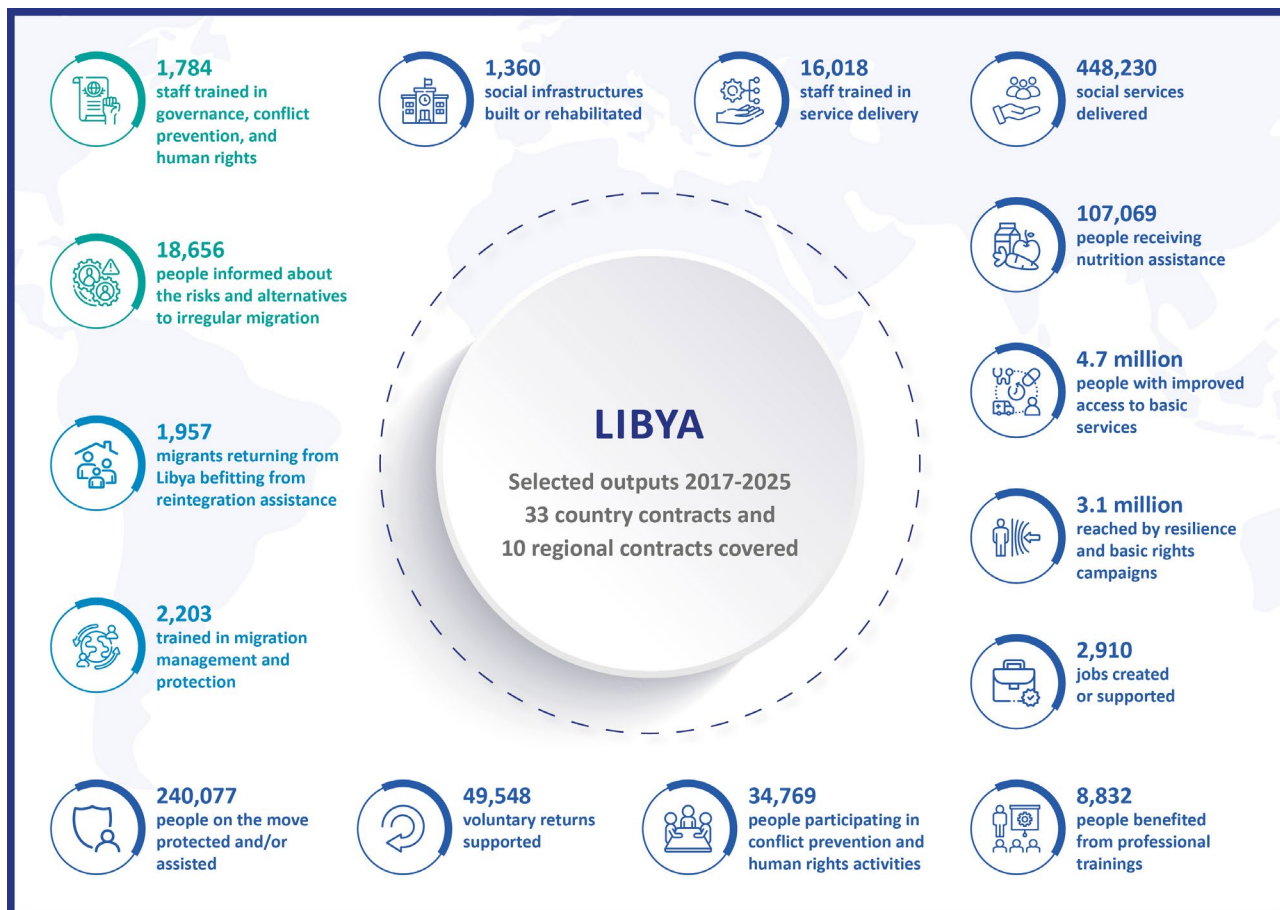 1,784
staff trained in
governance, conflict
prevention, and
human rights
1,360
social infrastructures
built or rehabilitated
16,018
staff trained in
service delivery
448,230
social services
delivered
18,656
people informed about
the risks and alternatives
to irregular migration
107,069
people receiving
nutrition assistance
4.7 million
people with improved
access to basic
services
1,957
migrants returning from
Libya befitting from
reintegration assistance
LIBYA
Selected outputs 2017-2025
33 country contracts and
10 regional contracts covered
3.1 million
reached by resilience
and basic rights
campaigns
2,203
trained in migration
management and
protection
2,910
jobs created
or supported
240,077
people on the move
protected and/or
assisted
49,548
voluntary returns
supported
34,769
people participating in
conflict prevention and
human rights activities
8,832
people benefited
from professional
trainings